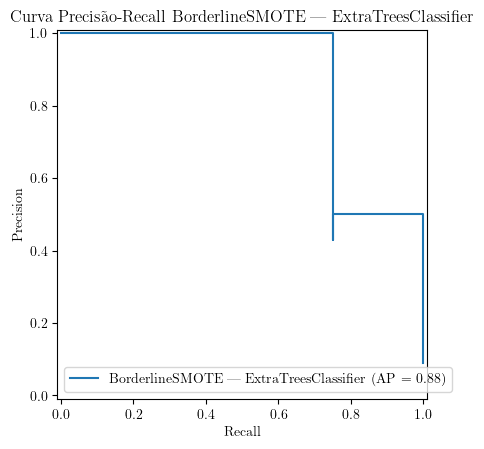 Curva Precisão-Recall BorderlineSMOTE — ExtraTreesClassifier
1.0
0.8
0.6
0.4
0.2
0.0
Precision
BorderlineSMOTE — ExtraTreesClassifier (AP = 0.88)
0.0 0.2 0.4 0.6 0.8 1.0
Recall